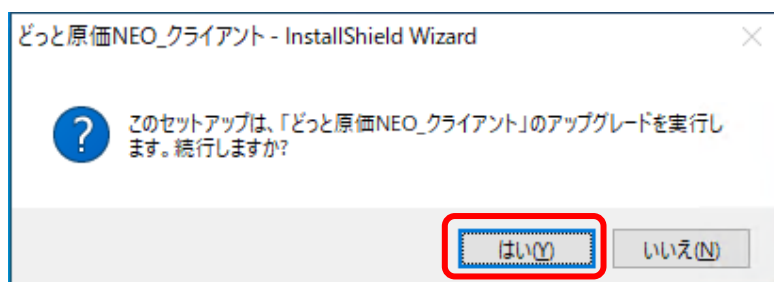 どっと原価NEO_クライアント - InstallShield Wizard
このセットアップは、「どっと原価NEO_クライアント」のアップグレードを実行し
ます。続行しますか?
はい(Y)
いいえ(N)